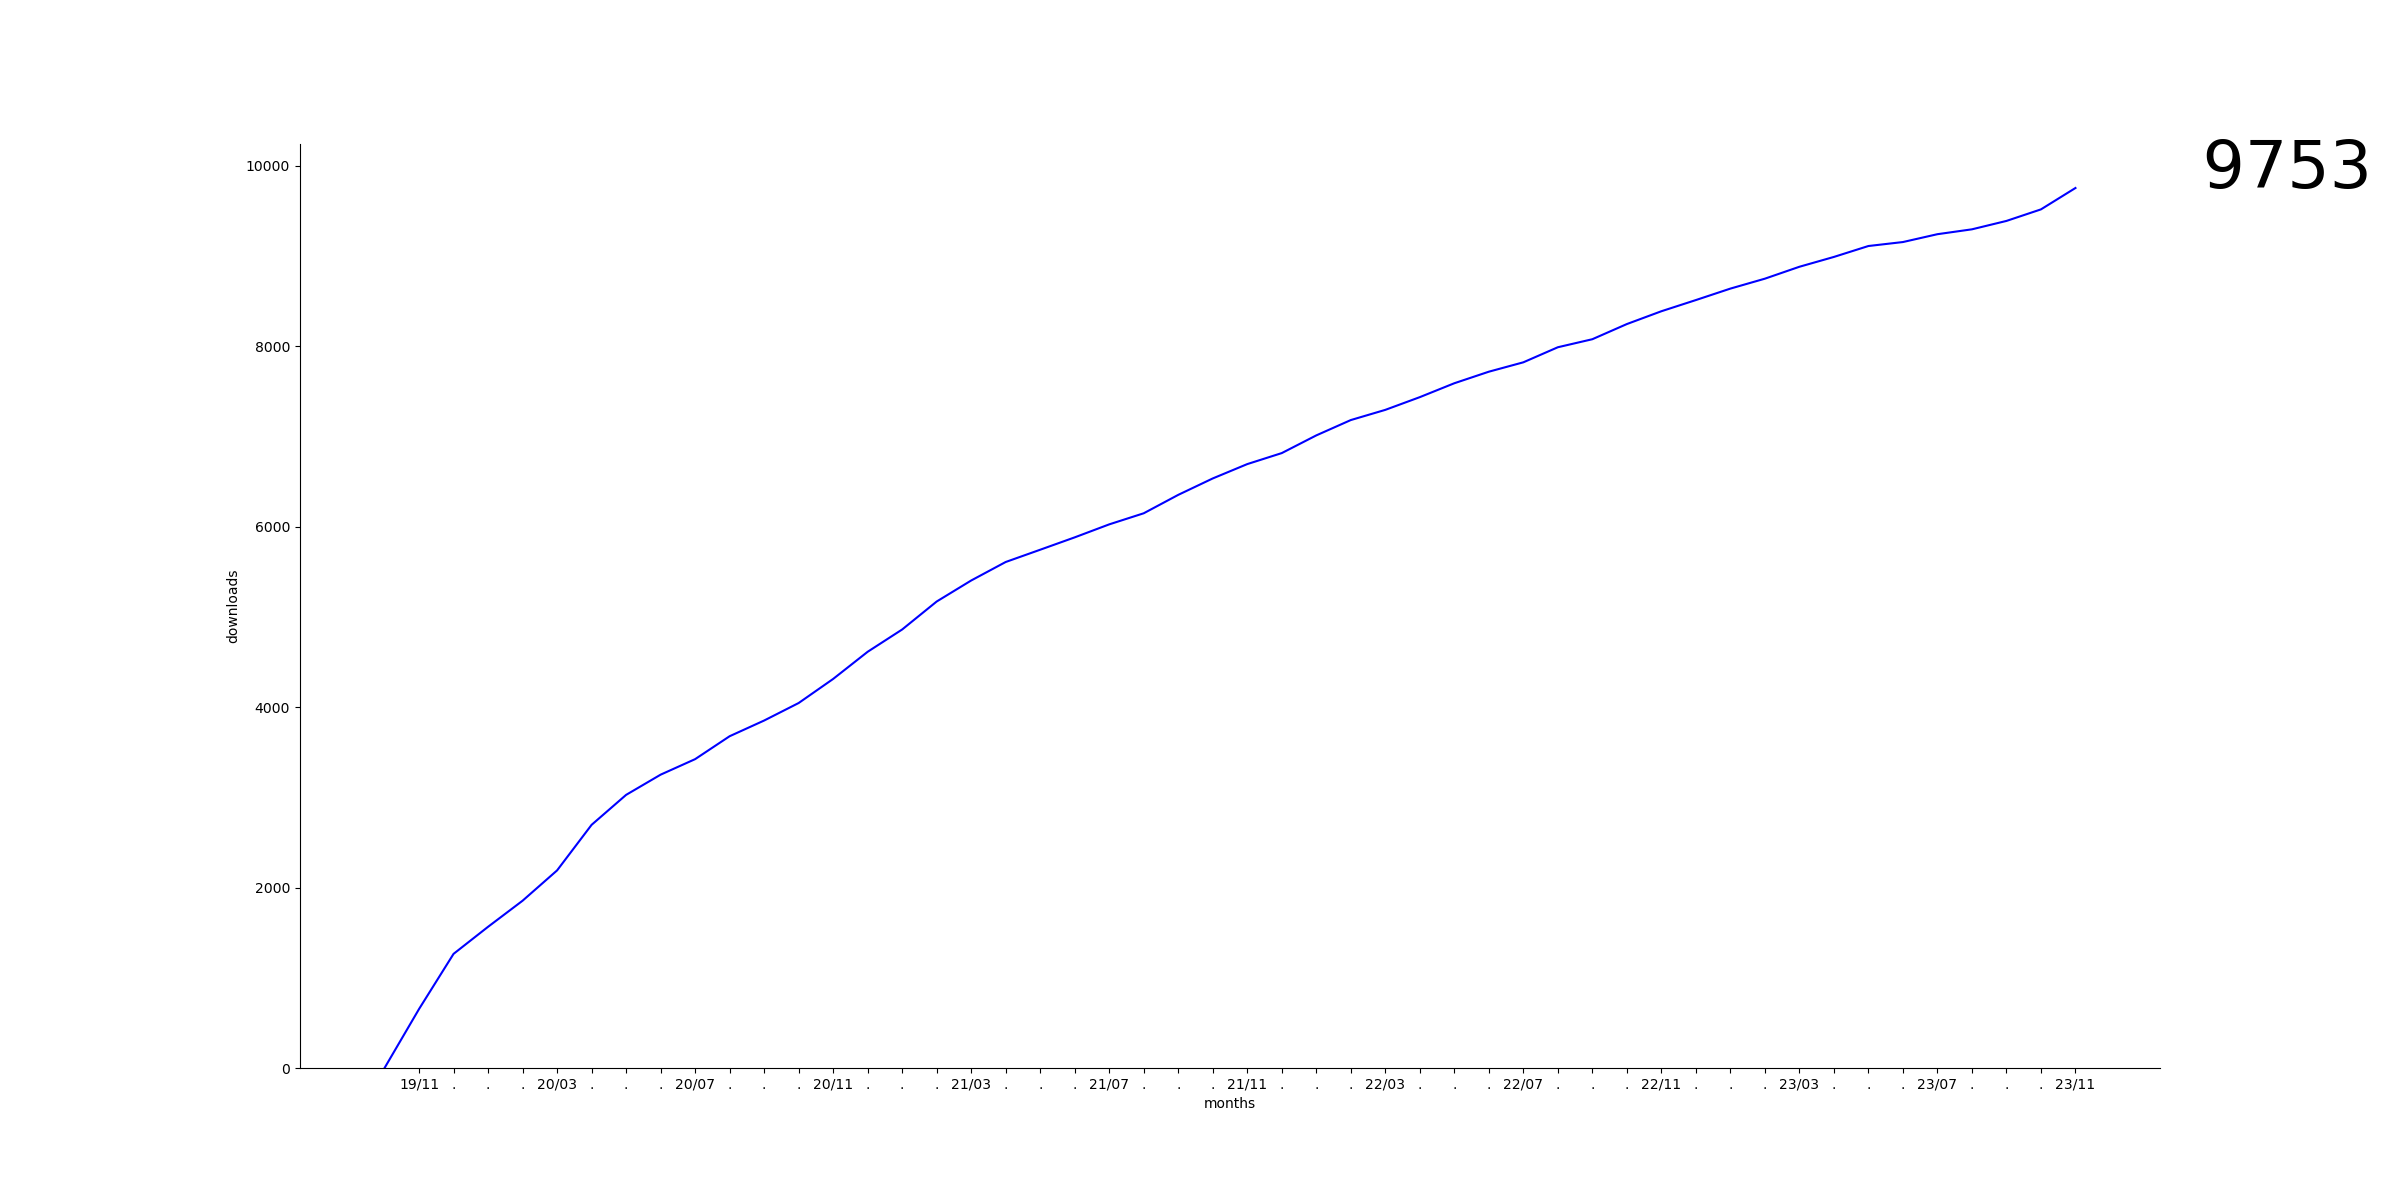 9753
10000
8000
6000
4000
2000
0
downloads
19/11 . . . 20/03 . . . 20/07 . . . 20/11 . . . 21/03 . . . 21/07 . . . 21/11 . . . 22/03 . . . 22/07 . . . 22/11 . . . 23/03 . . . 23/07 . . . 23/11
months